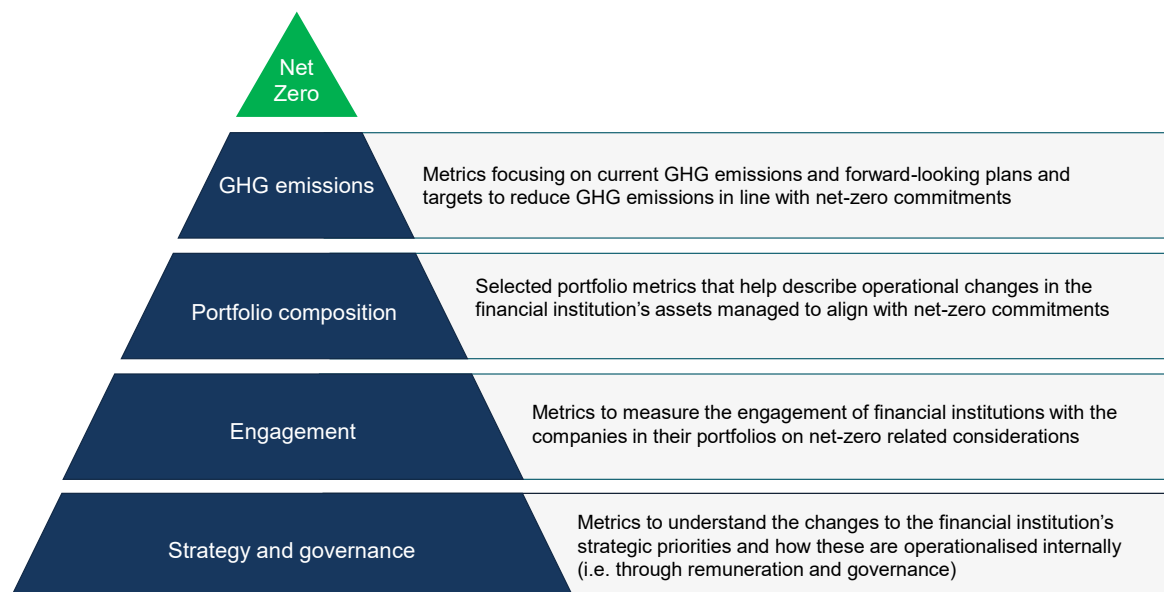 Net
Zero
GHG emissions
Metrics focusing on current GHG emissions and forward-looking plans and
targets to reduce GHG emissions in line with net-zero commitments
Portfolio composition
Selected portfolio metrics that help describe operational changes in the
financial institution’s assets managed to align with net-zero commitments
Engagement
Metrics to measure the engagement of financial institutions with the
companies in their portfolios on net-zero related considerations
Strategy and governance
Metrics to understand the changes to the financial institution’s
strategic priorities and how these are operationalised internally
(i.e. through remuneration and governance)